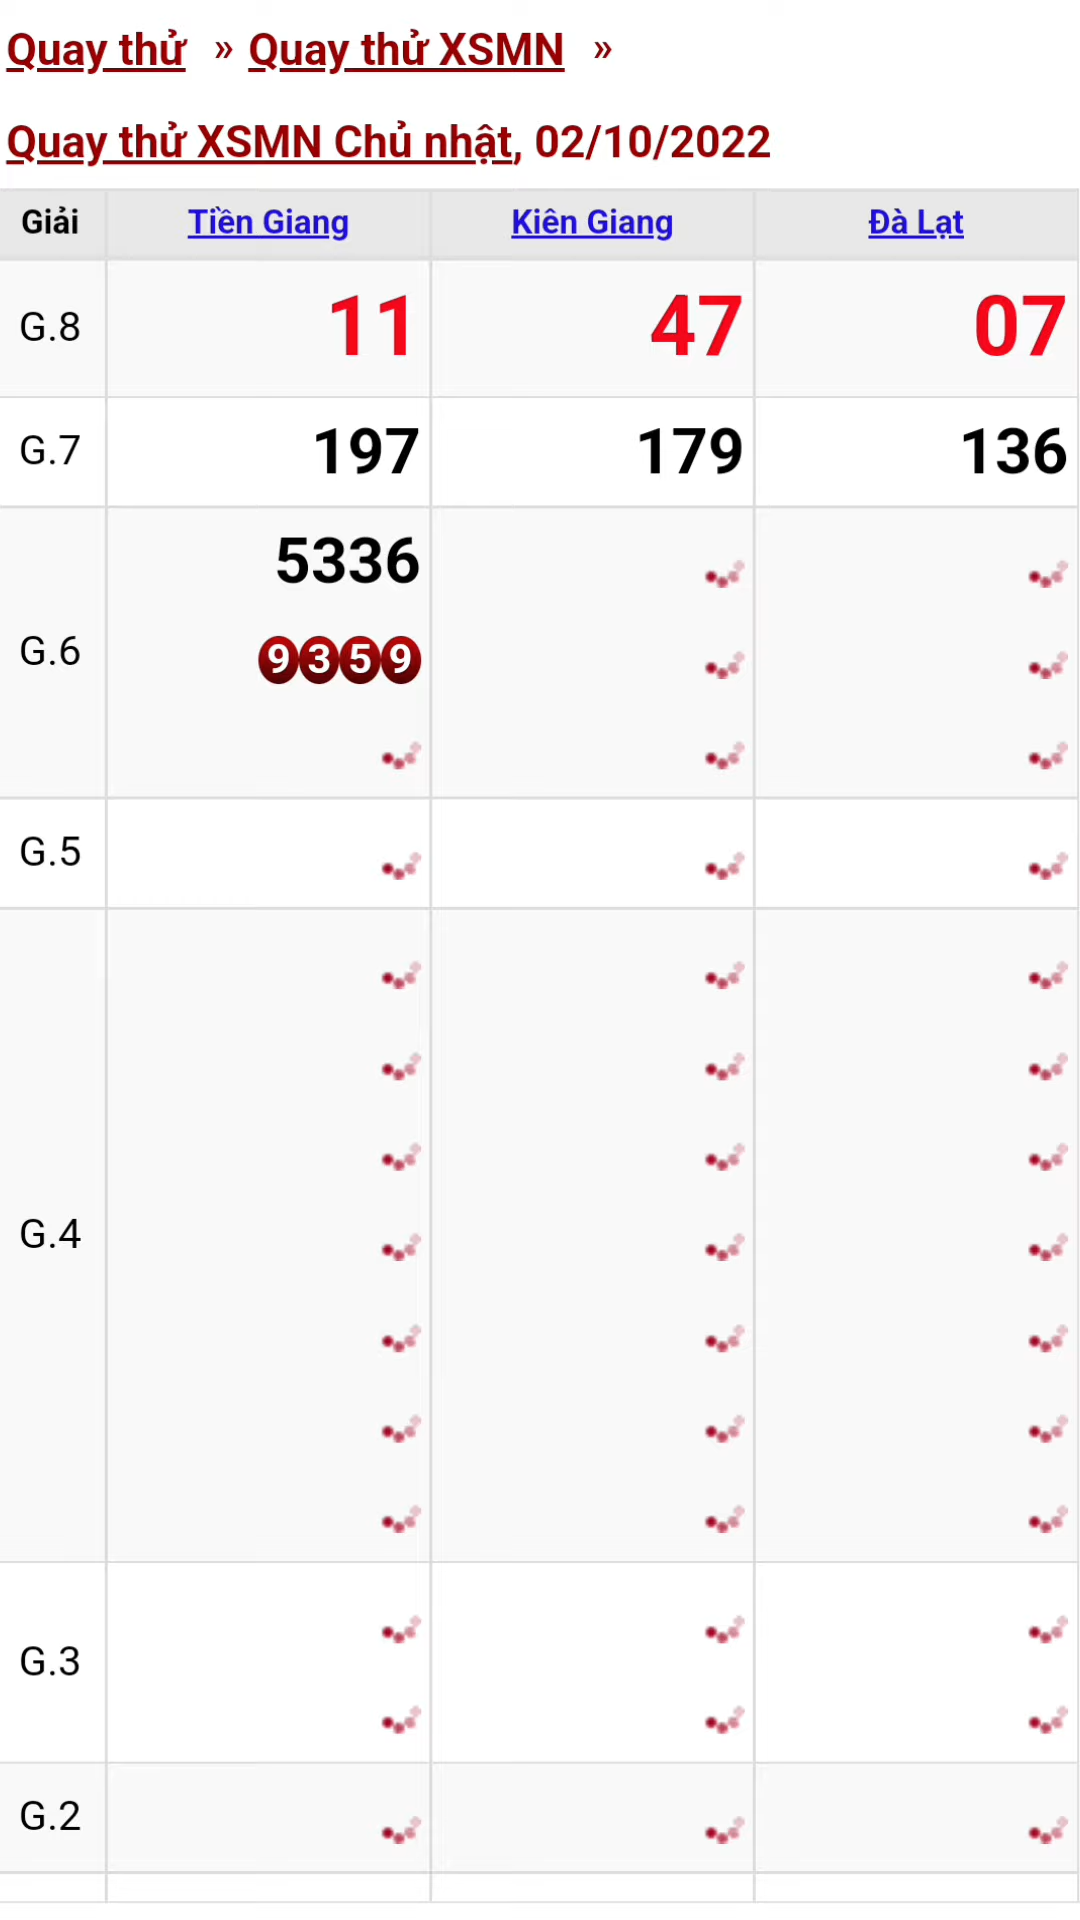 Quay thử » Quay thử XSMN »
Quay thử XSMN Chủ nhật, 02/10/2022
Giải Tiền Giang Kiên Giang Đà Lạt
G.8 11 47 07
G.7 197 179 136
5336
G.6
9359
G.5
G.4
G.3
G.2